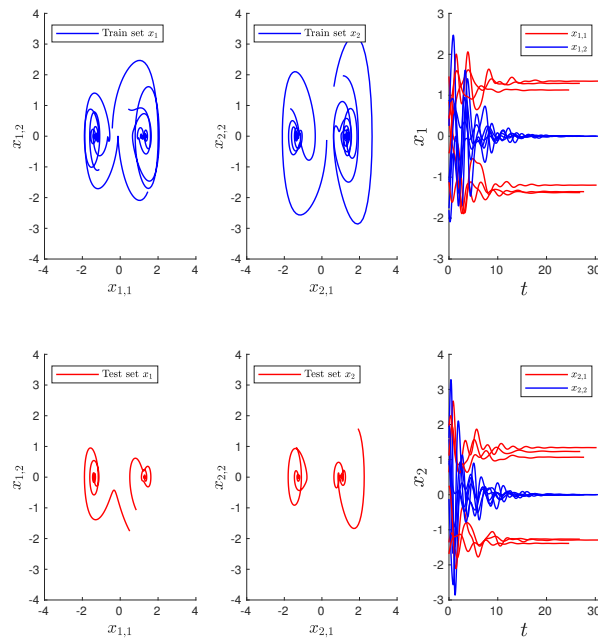 Train set x1
x1,2
4
3
2
1
0
-1
-2
-3
-4
-4 -2 0 2 4
x1,1
Train set x2
x2,2
4
3
2
1
0
-1
-2
-3
-4
-4 -2 0 2 4
x2,1
x1,1
x1,2
x1
3
2
1
0
-1
-2
-3
0 10 20 30
t
Test set x1
x1,2
4
3
2
1
0
-1
-2
-3
-4
-4 -2 0 2 4
x1,1
Test set x2
x2,2
4
3
2
1
0
-1
-2
-3
-4
-4 -2 0 2 4
x2,1
x2,1
x2,2
x2
4
3
2
1
0
-1
-2
-3
0 10 20 30
t